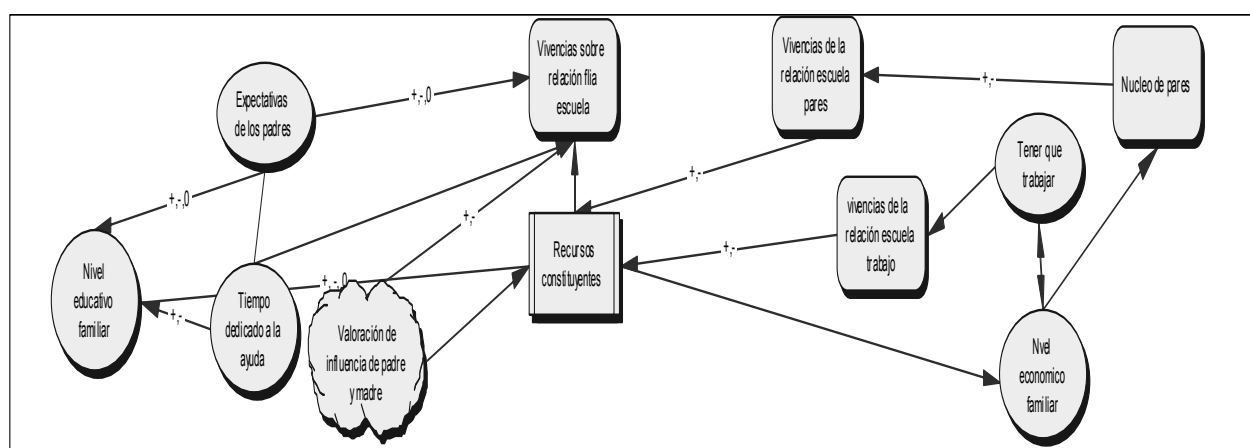 Vivencias sobre
relación flia
escuela
Vivencias de la
relación escuela
pares
Nucleo de pares
+,-
+,-,0
Expectativas
de los padres
Tener que
trabajar
+,-
+,-,0
+,-
vivencias de la
relación escuela
trabajo
+,-
Recursos
constituyentes
Nivel
educativo
familiar
+,-, 0
+,-
Tiempo
dedicado a la
ayuda
Valoración de
influencia de padre
y madre
Nvel
economico
familiar